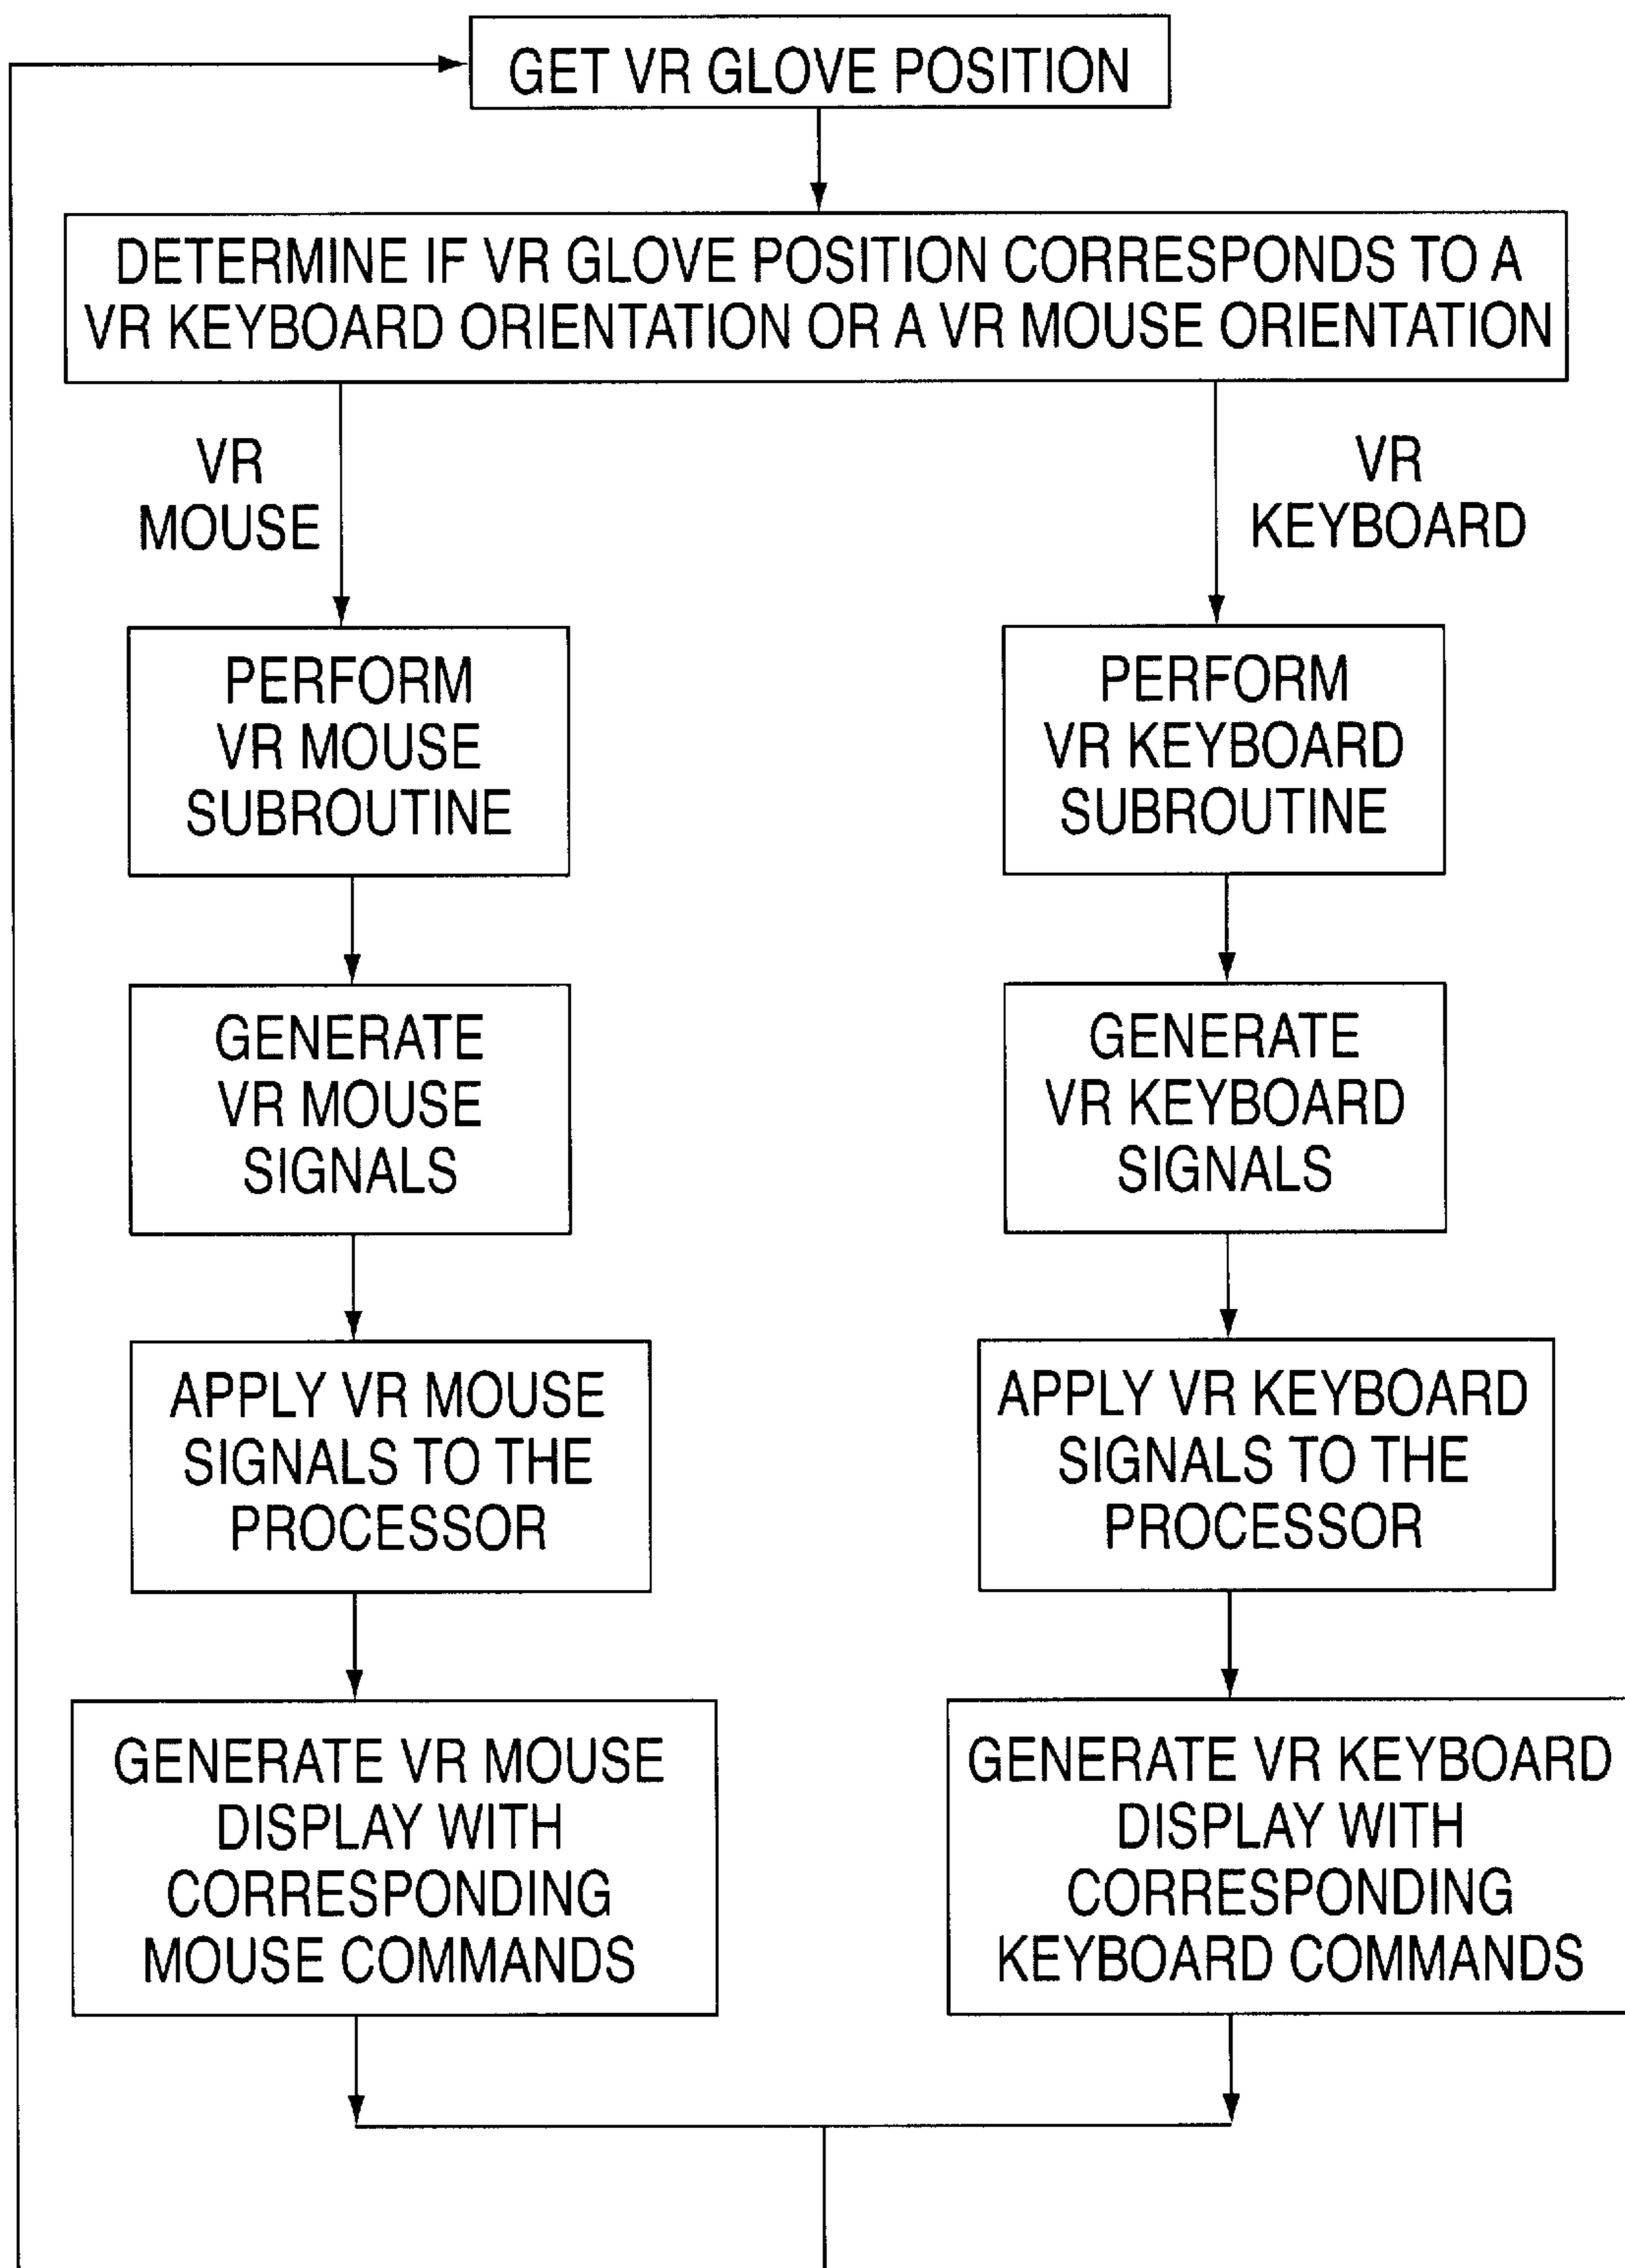 GET VR GLOVE POSITION
DETERMINE IF VR GLOVE POSITION CORRESPONDS TO A
VR KEYBOARD ORIENTATION OR A VR MOUSE ORIENTATION
VR
MOUSE
VR
KEYBOARD
PERFORM
VR MOUSE
SUBROUTINE
PERFORM
VR KEYBOARD
SUBROUTINE
GENERATE
VR MOUSE
SIGNALS
GENERATE
VR KEYBOARD
SIGNALS
APPLY VR MOUSE
SIGNALS TO THE
PROCESSOR
APPLY VR KEYBOARD
SIGNALS TO THE
PROCESSOR
GENERATE VR MOUSE
DISPLAY WITH
CORRESPONDING
MOUSE COMMANDS
GENERATE VR KEYBOARD
DISPLAY WITH
CORRESPONDING
KEYBOARD COMMANDS